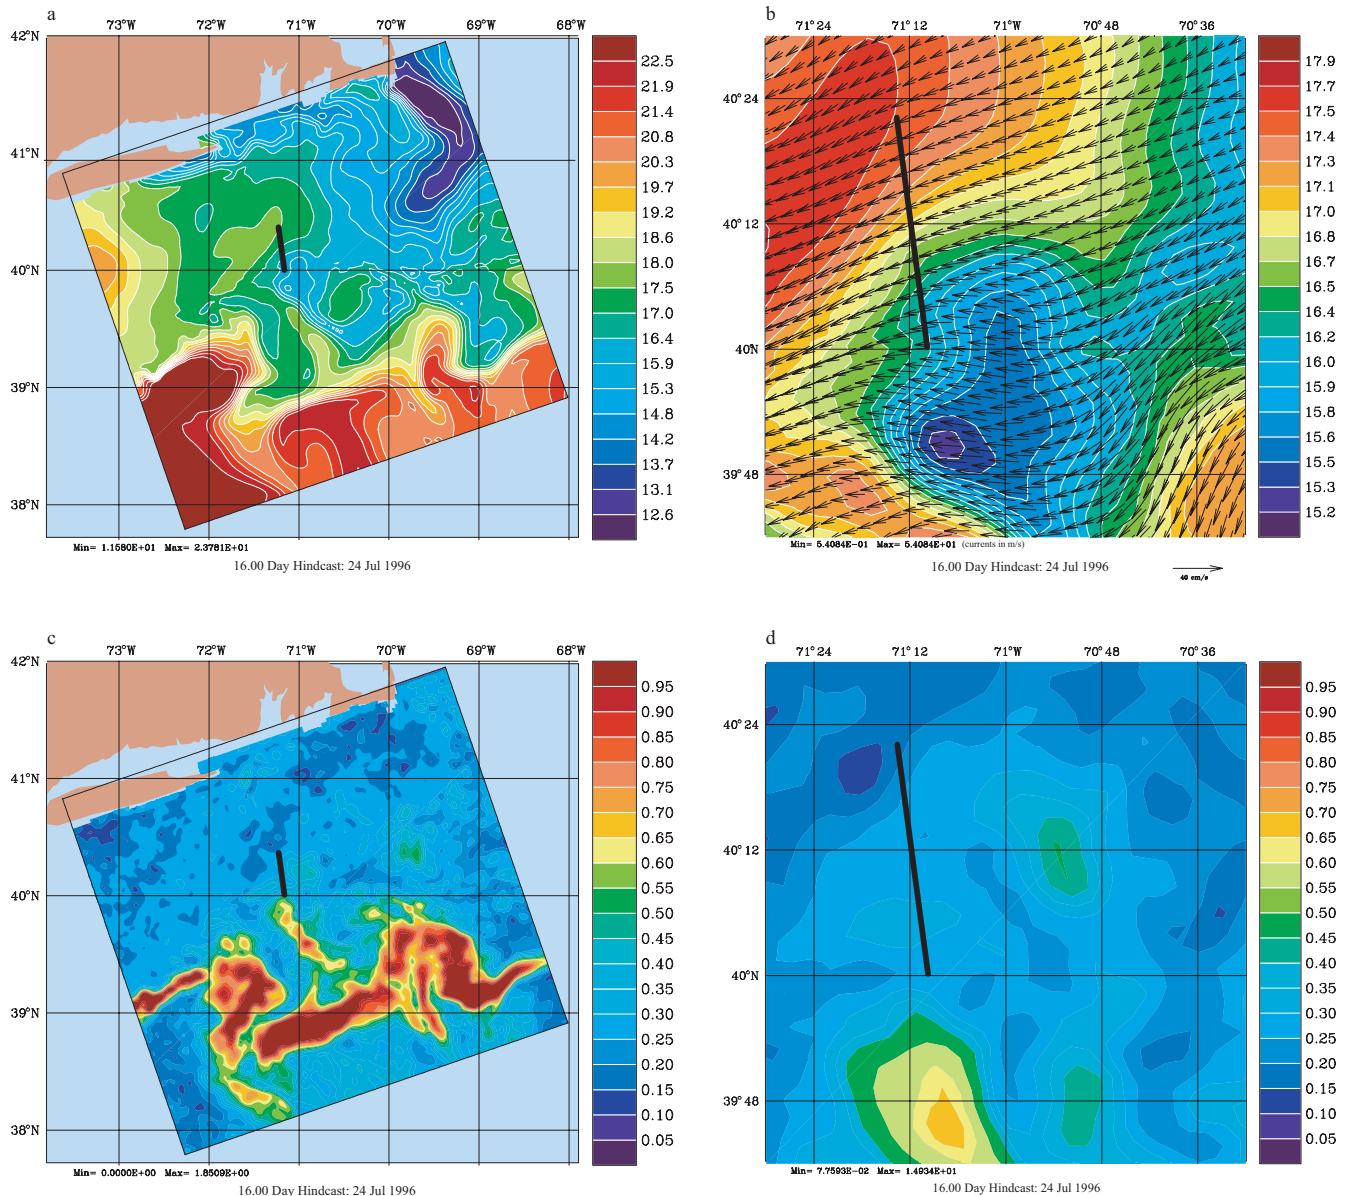 a
73°W 72°W 71°W 70°W 69°W 68°W
42°N
41°N
40°N
39°N
38°N
22.5
21.9
21.4
20.8
20.3
19.7
19.2
18.6
18.0
17.5
17.0
16.4
15.9
15.3
14.8
14.2
13.7
13.1
12.6
Min= 1.1580E+01 Max= 2.3781E+01
16.00 Day Hindcast: 24 Jul 1996
b
71°24 71°12 71°W 70°48 70°36
40°24
40°12
40°N
39°48
17.9
17.7
17.5
17.4
17.3
17.1
17.0
16.8
16.7
16.5
16.4
16.2
16.0
15.9
15.8
15.6
15.5
15.3
15.2
Min= 5.4084E-01 Max= 5.4084E+01 (currents in m/s)
16.00 Day Hindcast: 24 Jul 1996
40 cm/s
c
73°W 72°W 71°W 70°W 69°W 68°W
42°N
41°N
40°N
39°N
38°N
0.95
0.90
0.85
0.80
0.75
0.70
0.65
0.60
0.55
0.50
0.45
0.40
0.35
0.30
0.25
0.20
0.15
0.10
0.05
Min= 0.0000E+00 Max= 1.8509E+00
16.00 Day Hindcast: 24 Jul 1996
d
71°24 71°12 71°W 70°48 70°36
40°24
40°12
40°N
39°48
0.95
0.90
0.85
0.80
0.75
0.70
0.65
0.60
0.55
0.50
0.45
0.40
0.35
0.30
0.25
0.20
0.15
0.10
0.05
Min= 7.7593E-02 Max= 1.4934E+01
16.00 Day Hindcast: 24 Jul 1996